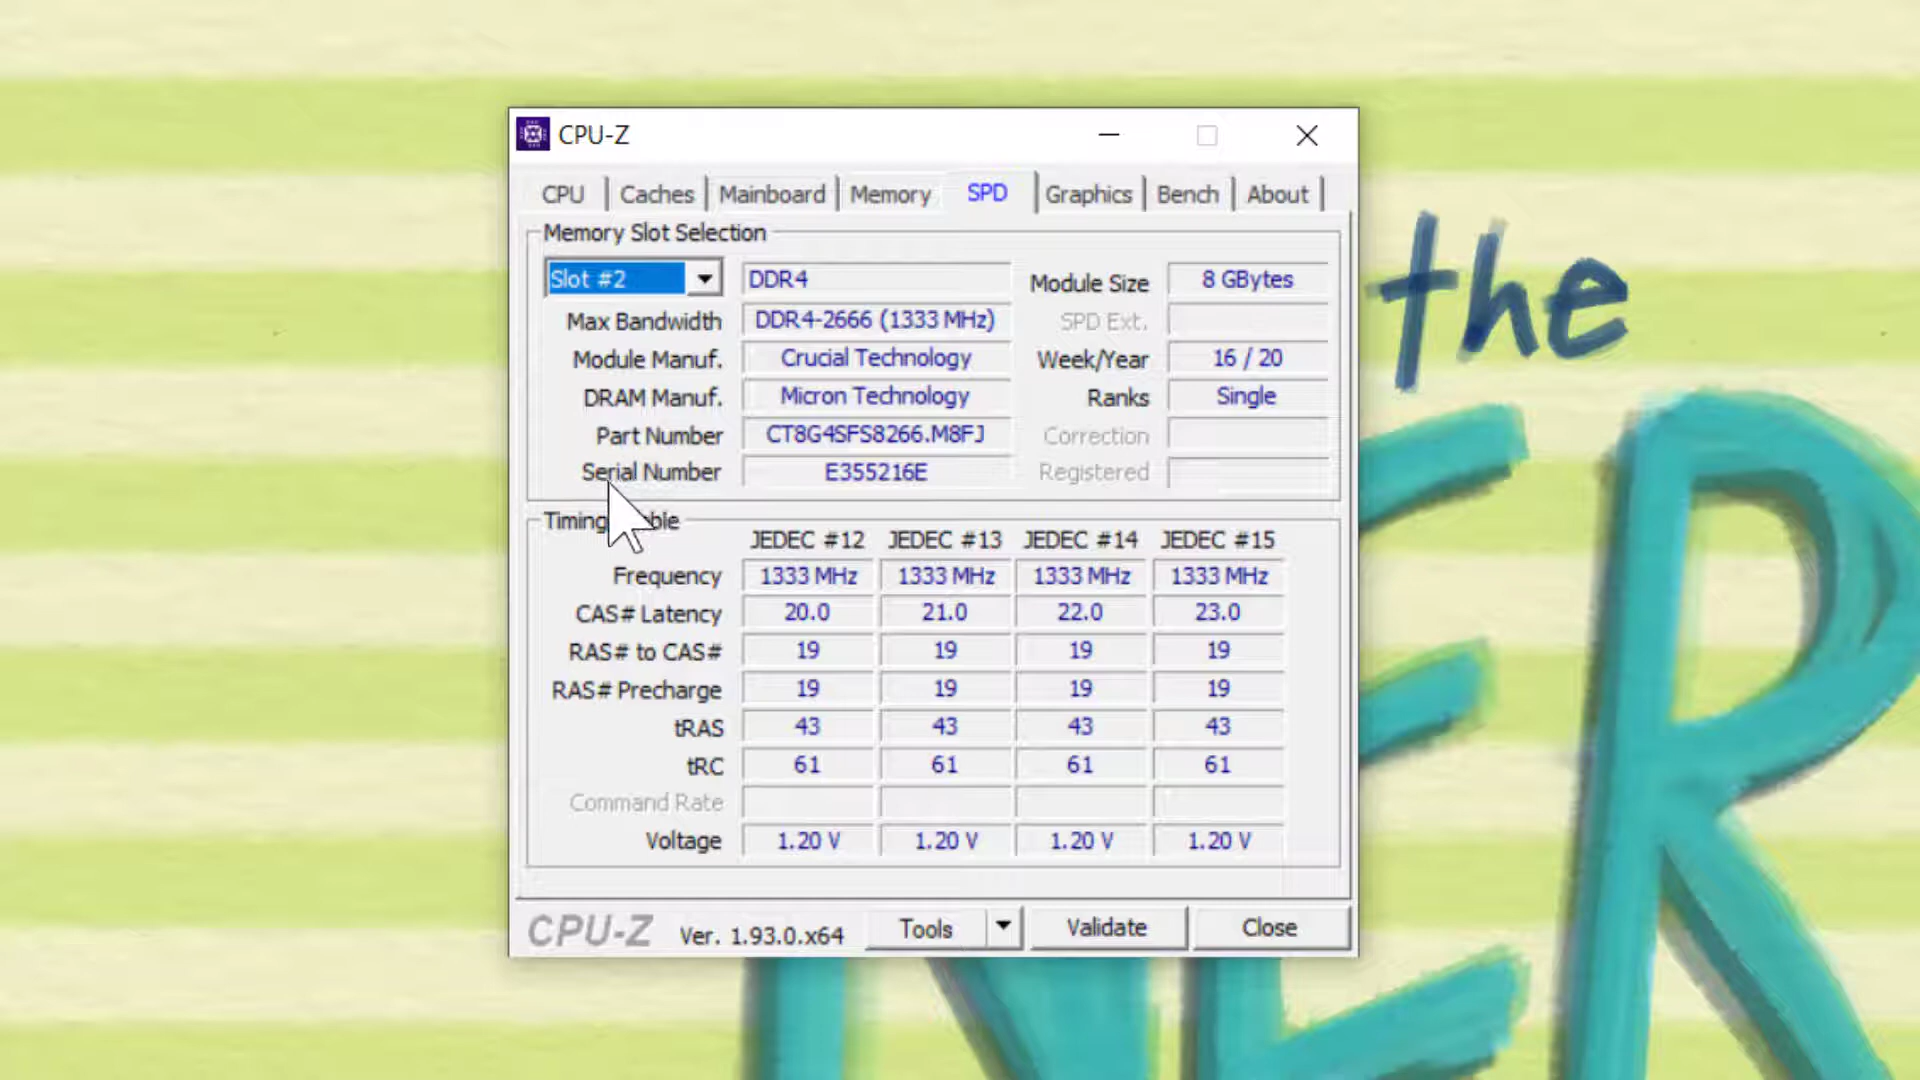 CPU-Z
CPU Caches Mainboard Memory SPD Graphics Bench About
Memory Slot Selection
Slot #2 DDR4 Module Size 8 GBytes
Max Bandwidth DDR4-2666 (1333 MHz) SPD Ext.
Module Manuf. Crucial Technology Week/Year 16 / 20
DRAM Manuf. Micron Technology Ranks Single
Part Number CT8G4SFS8266.M8FJ Correction
Serial Number E355216E Registered
Timing
JEDEC #12 JEDEC #13 JEDEC #14 JEDEC #15
Frequency 1333 MHz 1333 MHz 1333 MHz 1333 MHz
CAS# Latency 20.0 21.0 22.0 23.0
RAS# to CAS# 19 19 19 19
RAS# Precharge 19 19 19 19
tRAS 43 43 43 43
tRC 61 61 61 61
Command Rate
Voltage 1.20 V 1.20 V 1.20 V 1.20 V
CPU-Z Ver. 1.93.0.x64 Tools Validate Close
the